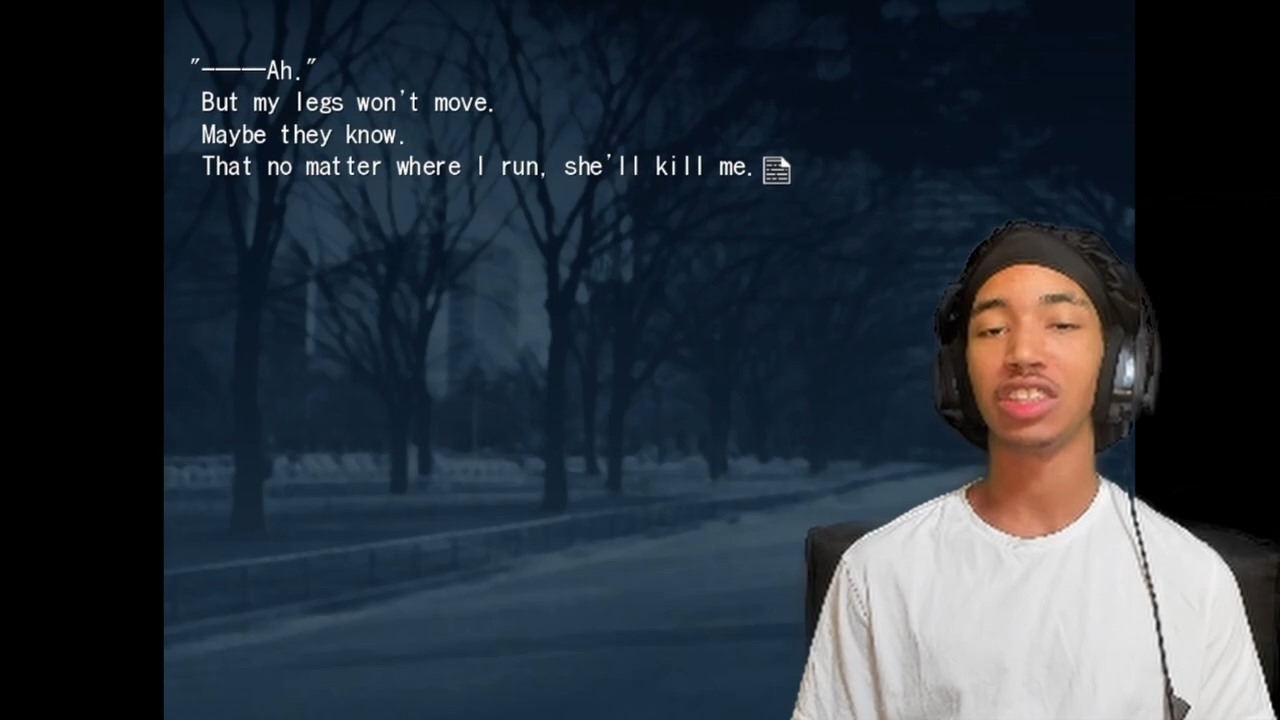 "────Ah."
But my legs won't move.
Maybe they know.
That no matter where I run, she'll kill me.